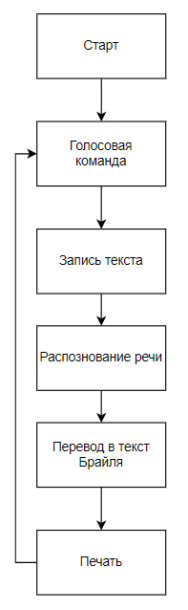 Старт
Голосовая
команда
Запись текста
Распознование речи
Перевод в текст
Брайля
Печать